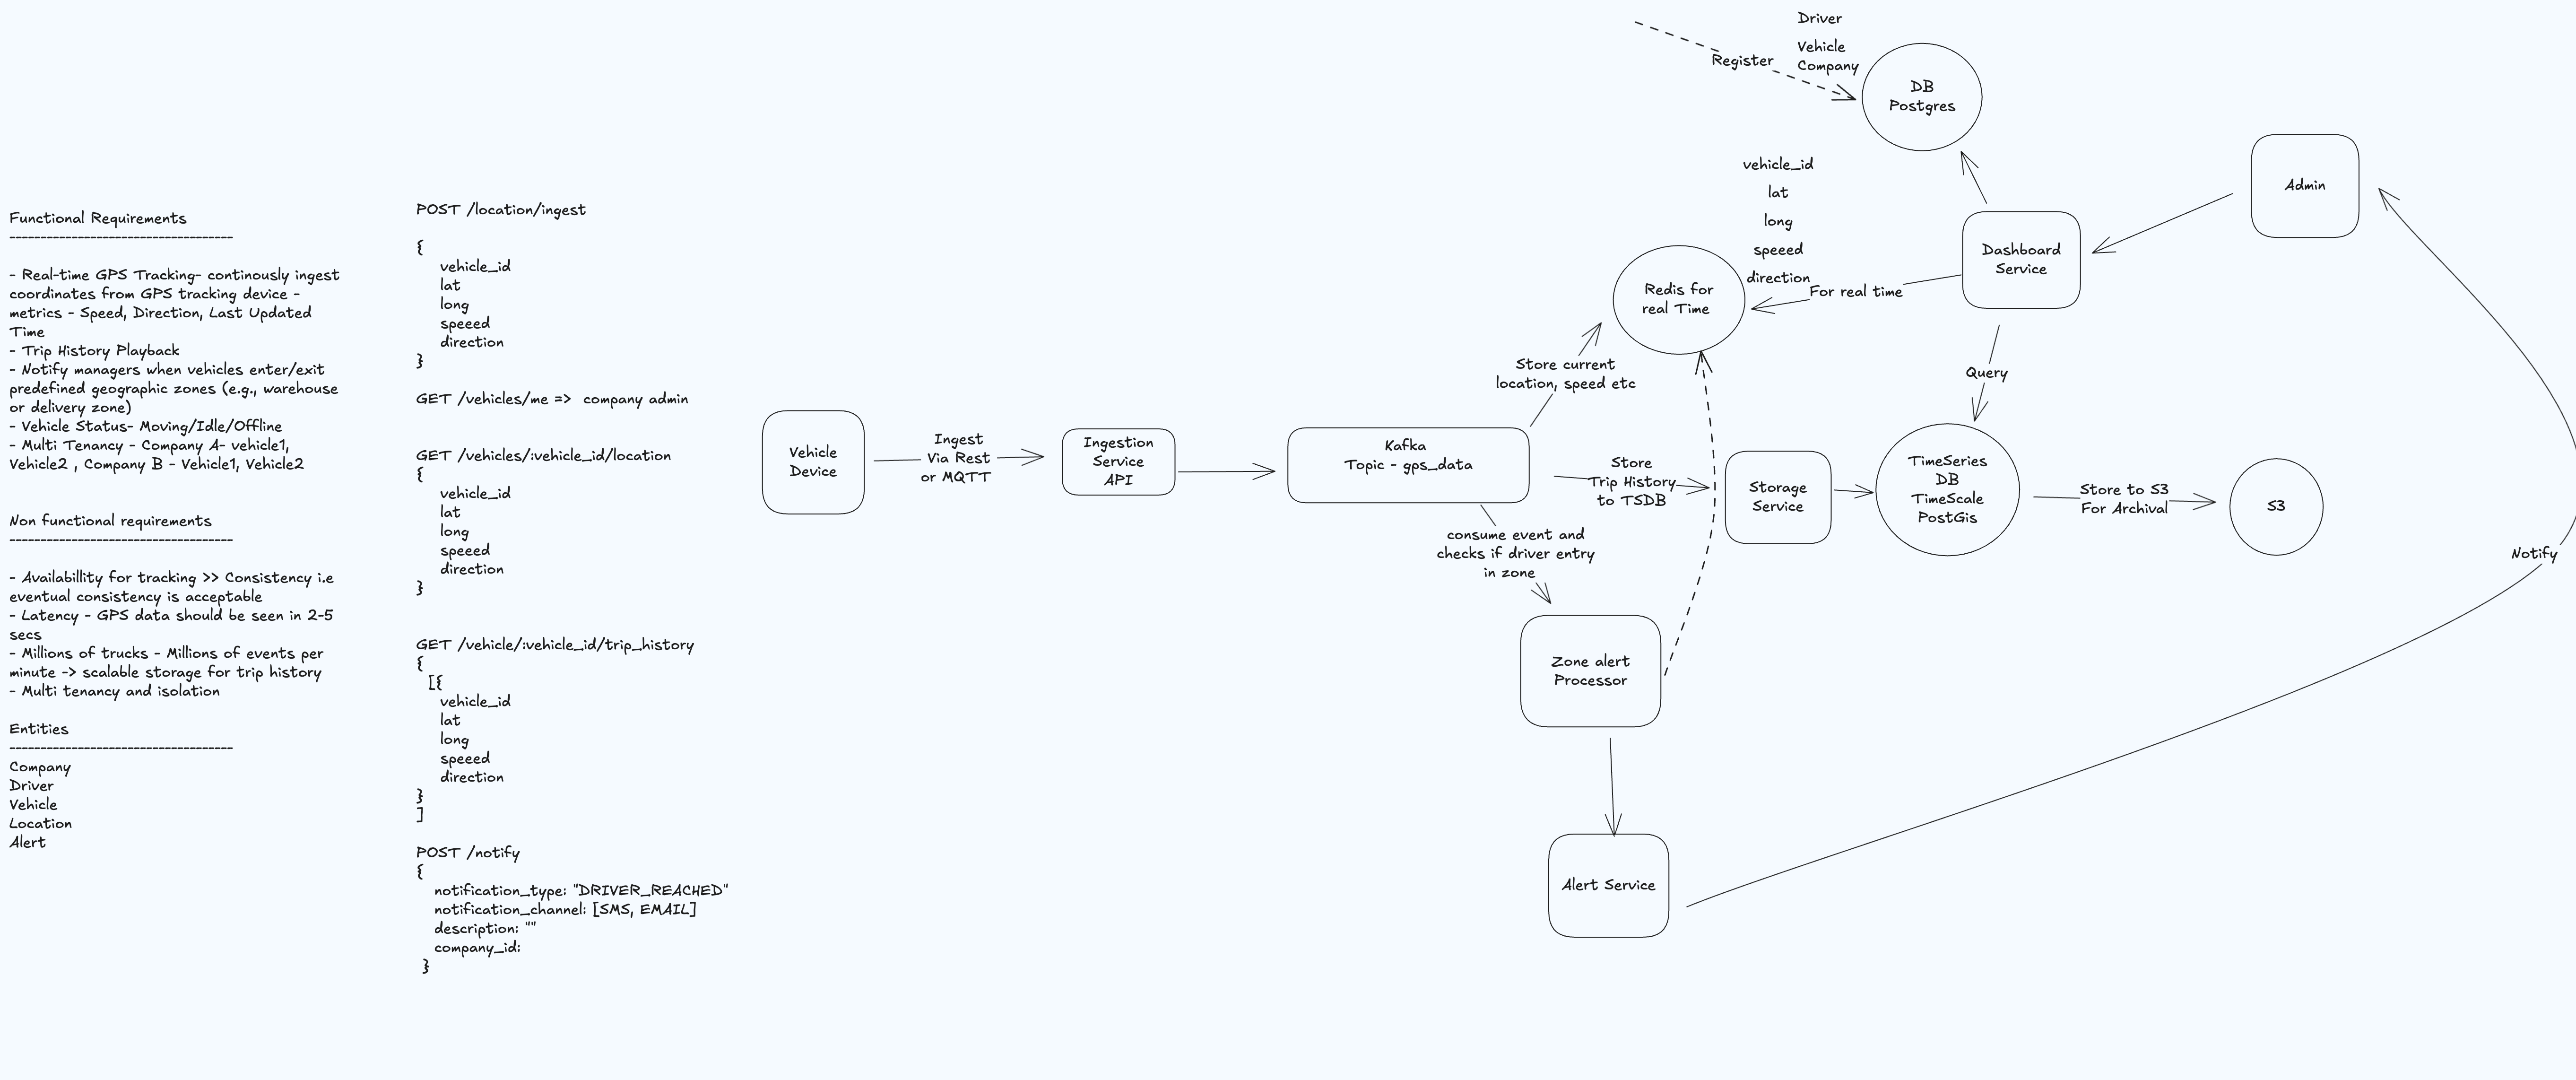 Functional Requirements
------------------------------------
- Real-time GPS Tracking- continously ingest
coordinates from GPS tracking device -
metrics - Speed, Direction, Last Updated
Time
- Trip History Playback
- Notify managers when vehicles enter/exit
predefined geographic zones (e.g., warehouse
or delivery zone)
- Vehicle Status- Moving/Idle/Offline
- Multi Tenancy - Company A- vehicle1,
Vehicle2 , Company B - Vehicle1, Vehicle2
Non functional requirements
------------------------------------
- Availabillity for tracking >> Consistency i.e
eventual consistency is acceptable
- Latency - GPS data should be seen in 2-5
secs
- Millions of trucks - Millions of events per
minute -> scalable storage for trip history
- Multi tenancy and isolation
Entities
------------------------------------
Company
Driver
Vehicle
Location
Alert
POST /location/ingest
{
vehicle_id
lat
long
speeed
direction
}
GET /vehicles/me => company admin
GET /vehicles/:vehicle_id/location
{
vehicle_id
lat
long
speeed
direction
}
GET /vehicle/:vehicle_id/trip_history
{
[{
vehicle_id
lat
long
speeed
direction
}
]
POST /notify
{
notification_type: "DRIVER_REACHED"
notification_channel: [SMS, EMAIL]
description: ""
company_id:
}
Vehicle
Device
Ingest
Via Rest
or MQTT
Ingestion
Service
API
Kafka
Topic - gps_data
Store current
location, speed etc
Store
Trip History
to TSDB
consume event and
checks if driver entry
in zone
Zone alert
Processor
Alert Service
Redis for
real Time
vehicle_id
lat
long
speeed
direction
For real time
Register
Driver
Vehicle
Company
DB
Postgres
Dashboard
Service
Admin
Query
Storage
Service
TimeSeries
DB
TimeScale
PostGis
Store to S3
For Archival
S3
Notify